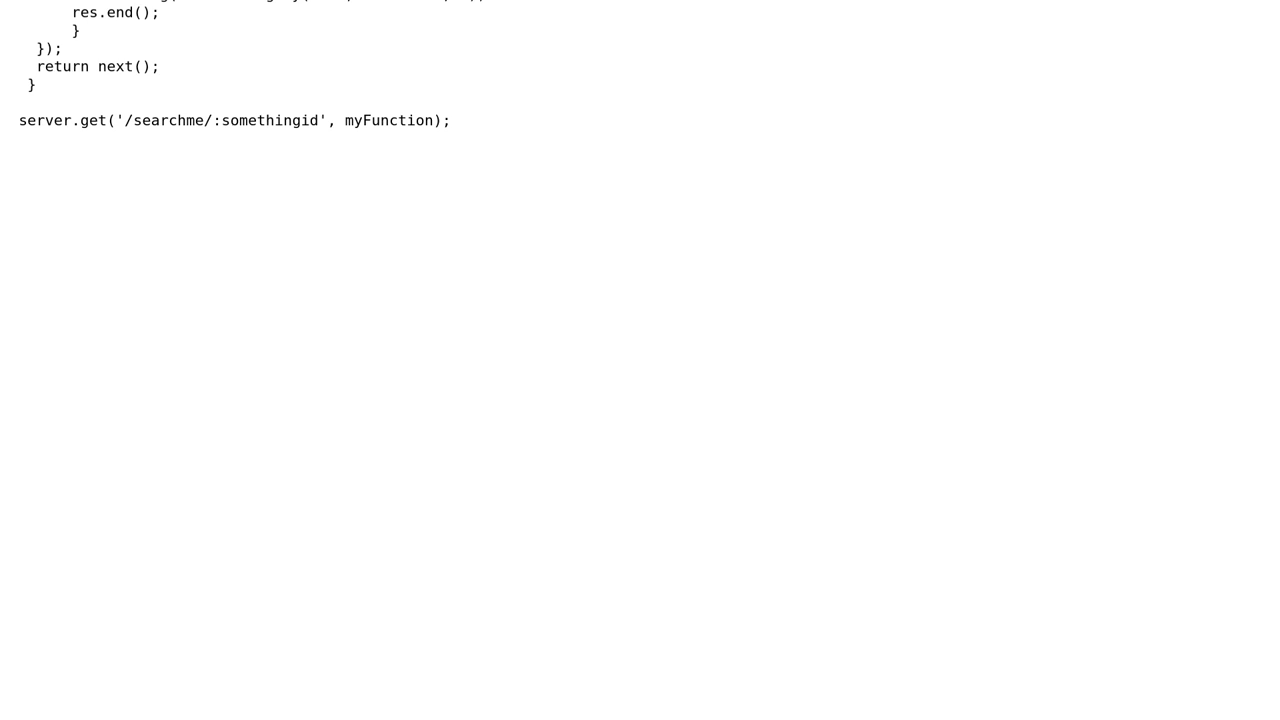 res.end();
}
});
return next();
}
server.get('/searchme/:somethingid', myFunction);